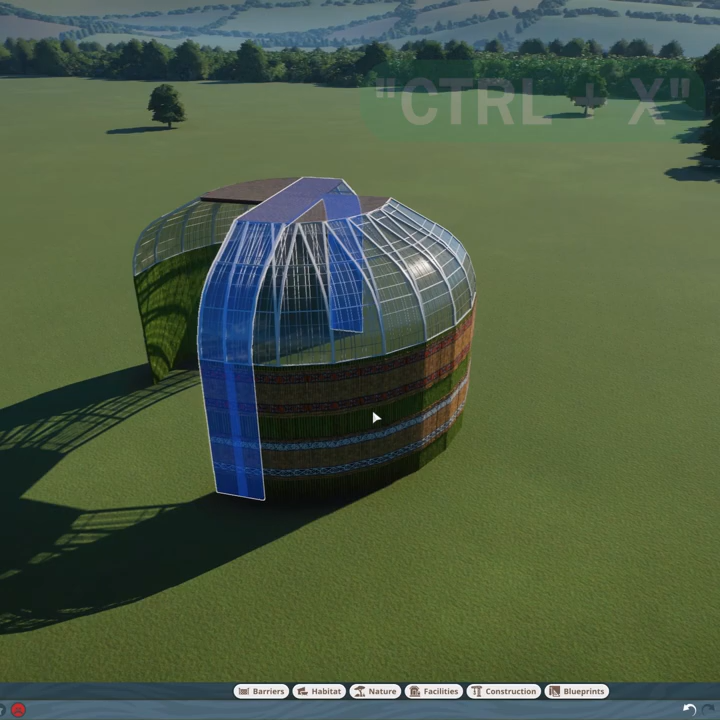 "CTRL + X"
Barriers
Habitat
Nature
Facilities
Construction
Blueprints